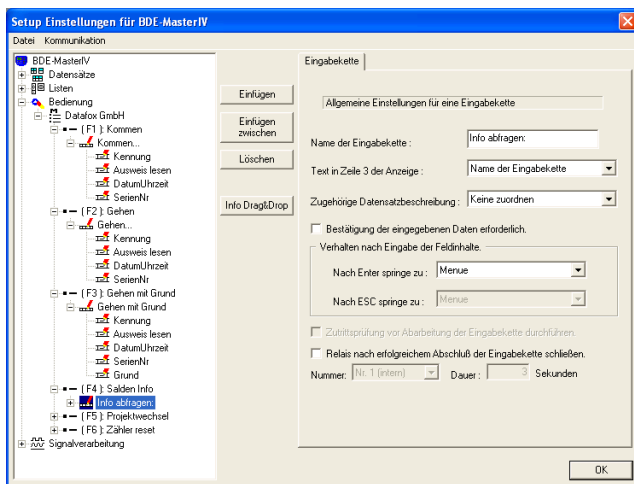 Setup Einstellungen für BDE-MasterIV
Datei Kommunikation
BDE-MasterIV
Datensätze
Listen
Bedienung
Datafox GmbH
( F1 ): Kommen
Kommen...
Kennung
Ausweis lesen
DatumUhrzeit
SerienNr
( F2 ): Gehen
Gehen...
Kennung
Ausweis lesen
DatumUhrzeit
SerienNr
( F3 ): Gehen mit Grund
Gehen mit Grund
Kennung
Ausweis lesen
DatumUhrzeit
SerienNr
Grund
( F4 ): Salden Info
Info abfragen:
( F5 ): Projektwechsel
( F6 ): Zähler reset
Signalverarbeitung
Einfügen
Einfügen
zwischen
Löschen
Info Drag&Drop
Eingabekette
Allgemeine Einstellungen für eine Eingabekette
Name der Eingabekette : Info abfragen:
Text in Zeile 3 der Anzeige : Name der Eingabekette
Zugehörige Datensatzbeschreibung : Keine zuordnen
Bestätigung der eingegebenen Daten erforderlich.
Verhalten nach Eingabe der Feldinhalte.
Nach Enter springe zu : Menue
Nach ESC springe zu : Menue
Zutrittsprüfung vor Abarbeitung der Eingabekette durchführen.
Relais nach erfolgreichem Abschluß der Eingabekette schließen.
Nummer: Nr. 1 (intern) Dauer : 3 Sekunden
OK